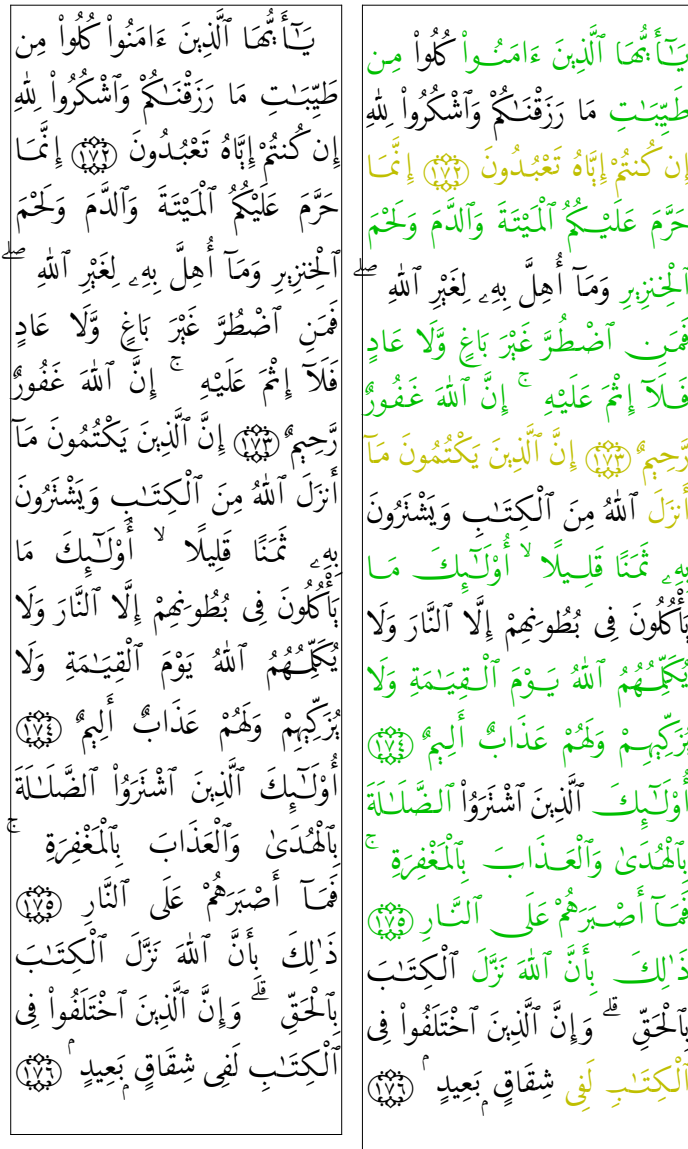 يَـٰٓأَيُّهَا ٱلَّذِينَ ءَامَنُوا۟ كُلُوا۟ مِن
طَيِّبَـٰتِ مَا رَزَقْنَـٰكُمْ وَٱشْكُرُوا۟ لِلَّهِ
إِن كُنتُمْ إِيَّاهُ تَعْبُدُونَ ﴿١٧٢﴾ إِنَّمَا
حَرَّمَ عَلَيْكُمُ ٱلْمَيْتَةَ وَٱلدَّمَ وَلَحْمَ
ٱلْخِنزِيرِ وَمَآ أُهِلَّ بِهِۦ لِغَيْرِ ٱللَّهِ ۖ
فَمَنِ ٱضْطُرَّ غَيْرَ بَاغٍ وَلَا عَادٍ
فَلَآ إِثْمَ عَلَيْهِ ۚ إِنَّ ٱللَّهَ غَفُورٌ
رَّحِيمٌ ﴿١٧٣﴾ إِنَّ ٱلَّذِينَ يَكْتُمُونَ مَآ
أَنزَلَ ٱللَّهُ مِنَ ٱلْكِتَـٰبِ وَيَشْتَرُونَ
بِهِۦ ثَمَنًا قَلِيلًا ۙ أُو۟لَـٰٓئِكَ مَا
يَأْكُلُونَ فِى بُطُونِهِمْ إِلَّا ٱلنَّارَ وَلَا
يُكَلِّمُهُمُ ٱللَّهُ يَوْمَ ٱلْقِيَـٰمَةِ وَلَا
يُزَكِّيهِمْ وَلَهُمْ عَذَابٌ أَلِيمٌ ﴿١٧٤﴾
أُو۟لَـٰٓئِكَ ٱلَّذِينَ ٱشْتَرَوُا۟ ٱلضَّلَـٰلَةَ
بِٱلْهُدَىٰ وَٱلْعَذَابَ بِٱلْمَغْفِرَةِ ۚ
فَمَآ أَصْبَرَهُمْ عَلَى ٱلنَّارِ ﴿١٧٥﴾
ذَٰلِكَ بِأَنَّ ٱللَّهَ نَزَّلَ ٱلْكِتَـٰبَ
بِٱلْحَقِّ ۗ وَإِنَّ ٱلَّذِينَ ٱخْتَلَفُوا۟ فِى
ٱلْكِتَـٰبِ لَفِى شِقَاقٍۭ بَعِيدٍ ۢ ﴿١٧٦﴾
يَـٰٓأَيُّهَا ٱلَّذِينَ ءَامَنُوا۟ كُلُوا۟ مِن
طَيِّبَـٰتِ مَا رَزَقْنَـٰكُمْ وَٱشْكُرُوا۟ لِلَّهِ
إِن كُنتُمْ إِيَّاهُ تَعْبُدُونَ ﴿١٧٢﴾ إِنَّمَا
حَرَّمَ عَلَيْكُمُ ٱلْمَيْتَةَ وَٱلدَّمَ وَلَحْمَ
ٱلْخِنزِيرِ وَمَآ أُهِلَّ بِهِۦ لِغَيْرِ ٱللَّهِ ۖ
فَمَنِ ٱضْطُرَّ غَيْرَ بَاغٍ وَّلَا عَادٍ
فَلَآ إِثْمَ عَلَيْهِ ۚ إِنَّ ٱللَّهَ غَفُورٌ
رَّحِيمٌ ﴿١٧٣﴾ إِنَّ ٱلَّذِينَ يَكْتُمُونَ مَآ
أَنزَلَ ٱللَّهُ مِنَ ٱلْكِتَـٰبِ وَيَشْتَرُونَ
بِهِۦ ثَمَنًا قَلِيلًا ۙ أُو۟لَـٰٓئِكَ مَا
يَأْكُلُونَ فِى بُطُونِهِمْ إِلَّا ٱلنَّارَ وَلَا
يُكَلِّمُهُمُ ٱللَّهُ يَوْمَ ٱلْقِيَـٰمَةِ وَلَا
يُزَكِّيهِمْ وَلَهُمْ عَذَابٌ أَلِيمٌ ﴿١٧٤﴾
أُو۟لَـٰٓئِكَ ٱلَّذِينَ ٱشْتَرَوُا۟ ٱلضَّلَـٰلَةَ
بِٱلْهُدَىٰ وَٱلْعَذَابَ بِٱلْمَغْفِرَةِ ۚ
فَمَآ أَصْبَرَهُمْ عَلَى ٱلنَّارِ ﴿١٧٥﴾
ذَٰلِكَ بِأَنَّ ٱللَّهَ نَزَّلَ ٱلْكِتَـٰبَ
بِٱلْحَقِّ ۗ وَإِنَّ ٱلَّذِينَ ٱخْتَلَفُوا۟ فِى
ٱلْكِتَـٰبِ لَفِى شِقَاقٍۭ بَعِيدٍ ۢ ﴿١٧٦﴾